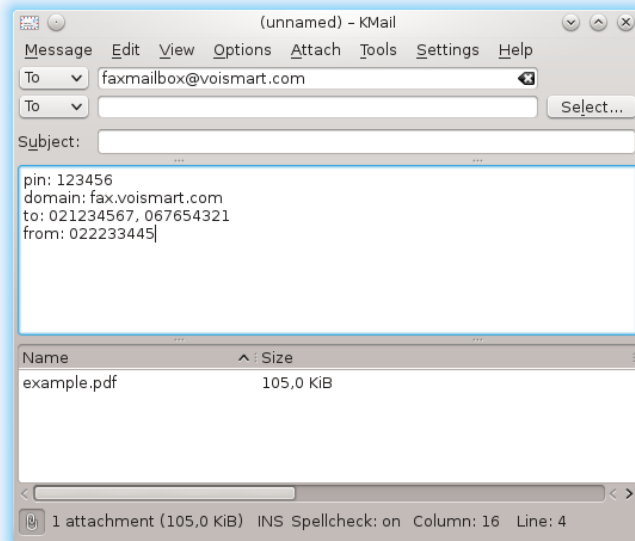 (unnamed) – KMail
Message Edit View Options Attach Tools Settings Help
To faxmailbox@voismart.com
To Select...
Subject:
pin: 123456
domain: fax.voismart.com
to: 021234567, 067654321
from: 022233445
Name Size
example.pdf 105,0 KiB
1 attachment (105,0 KiB) INS Spellcheck: on Column: 16 Line: 4